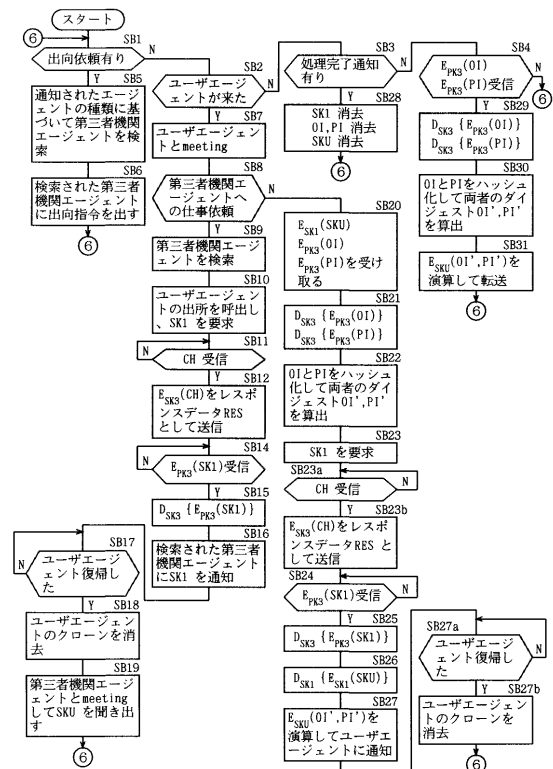 スタート
6
SB1
出向依頼有り
N
Y
SB5
通知されたエー
ジェントの種類に基
づいて第三者機関
エージェントを検
索
SB6
検索された第三者
機関エージェント
に出向指令を出す
6
SB2
ユーザエージ
ェントが来た
N
Y
SB7
ユーザエージェン
トとmeeting
SB8
第三者機関エ
ージェントへ
の仕事依頼
N
Y
SB9
第三者機関エージ
ェントを検索
SB10
ユーザエージェント
の出所を呼出し
、SK1 を要求
SB11
N
CH 受信
Y
SB12
E_SK3(CH)をレスポ
ンスデータRES
として送信
SB14
N
E_PK3(SK1)受信
Y
SB15
D_SK3 {E_PK3(SK1)}
SB16
検索された第三者
機関エージェント
にSK1 を通知
SB17
N
ユーザエージ
ェント復帰し
た
Y
SB18
ユーザエージェン
トのクローンを消
去
SB19
第三者機関エージ
ェントとmeeting
してSKU を聞き出
す
6
SB3
処理完了通知
有り
N
Y
SB28
SK1 消去
OI,PI 消去
SKU 消去
6
SB4
E_PK3(OI)
E_PK3(PI)受信
N
6
Y
SB29
D_SK3 {E_PK3(OI)}
D_SK3 {E_PK3(PI)}
SB30
OIとPIをハッシュ
化して両者のダイ
ジェストOI',PI'
を算出
SB31
E_SKU(OI',PI')を
演算して転送
6
SB20
E_SK1(SKU)
E_PK3(OI)
E_PK3(PI)を受け
取る
SB21
D_SK3 {E_PK3(OI)}
D_SK3 {E_PK3(PI)}
SB22
OIとPIをハッシュ
化して両者のダイ
ジェストOI',PI'
を算出
SB23
SK1 を要求
SB23a
CH 受信
N
Y
SB23b
E_SK3(CH)をレスポ
ンスデータRES と
して送信
SB24
E_PK3(SK1)受信
N
Y
SB25
D_SK3 {E_PK3(SK1)}
SB26
D_SK1 {E_SK1(SKU)}
SB27
E_SKU(OI',PI')を
演算してユーザエ
ージェントに通知
SB27a
ユーザエージ
ェント復帰し
た
N
Y
SB27b
ユーザエージェント
のクローンを
消去
6